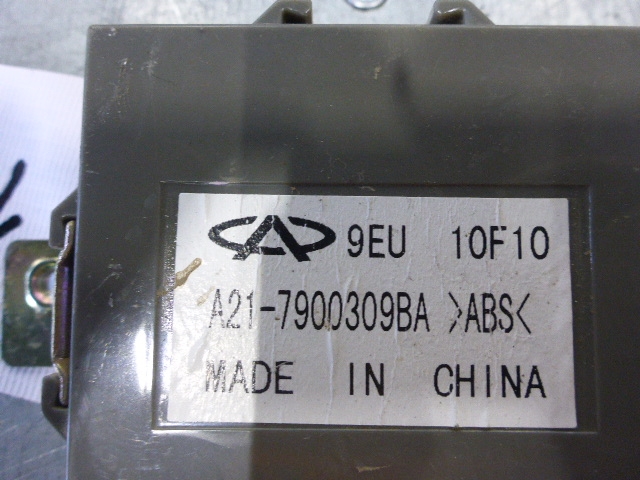 9EU 10F10
A21-7900309BA >ABS<
MADE IN CHINA